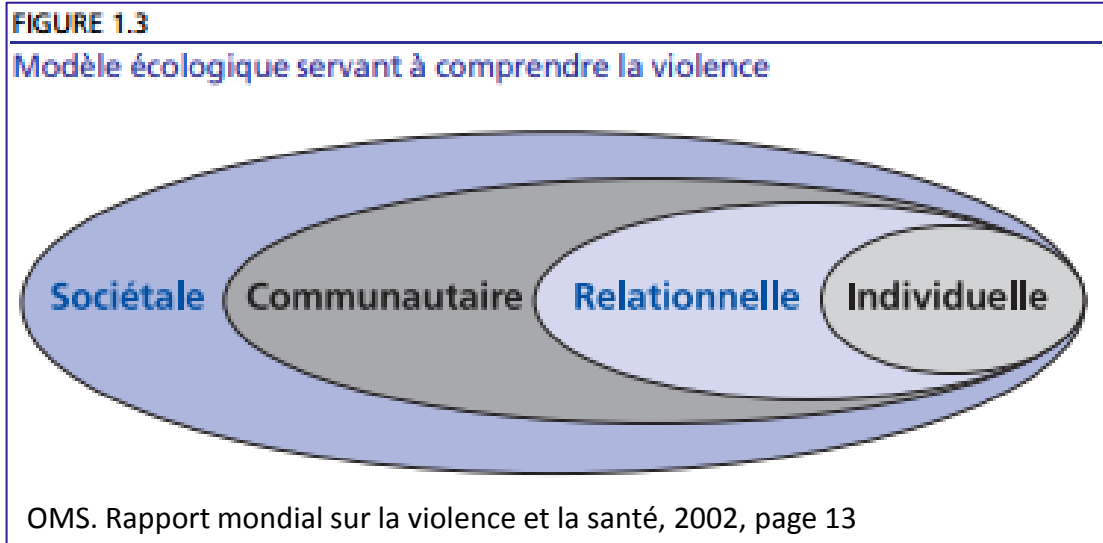 FIGURE 1.3
Modèle écologique servant à comprendre la violence
Sociétale Communautaire Relationnelle Individuelle
OMS. Rapport mondial sur la violence et la santé, 2002, page 13